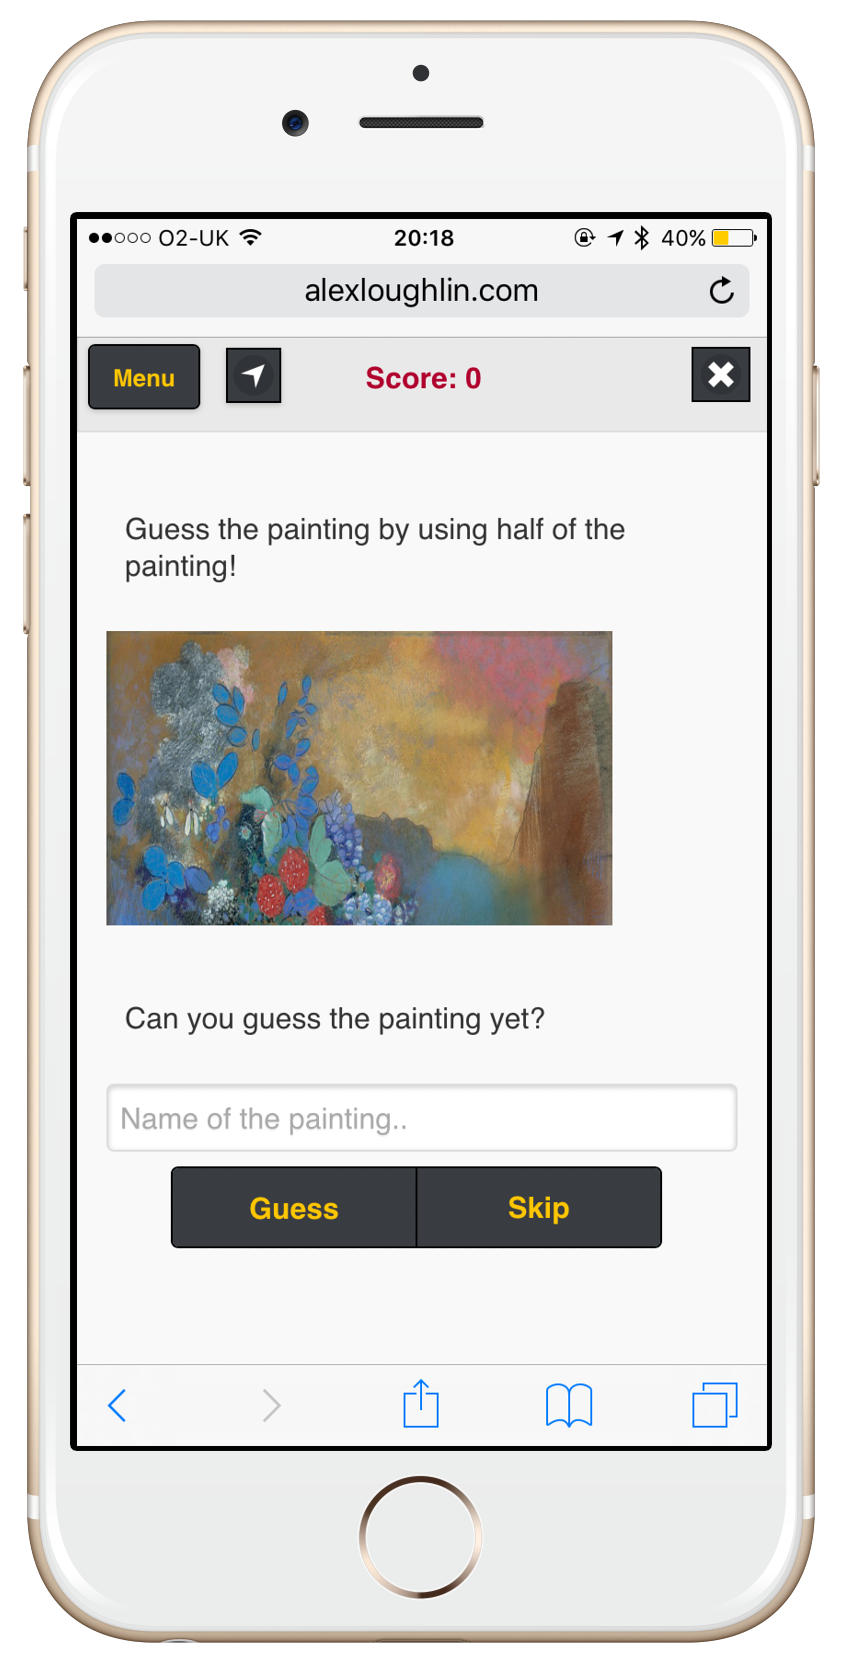 O2-UK 20:18 40%
alexloughlin.com
Menu Score: 0
Guess the painting by using half of the
painting!
Can you guess the painting yet?
Name of the painting..
Guess Skip